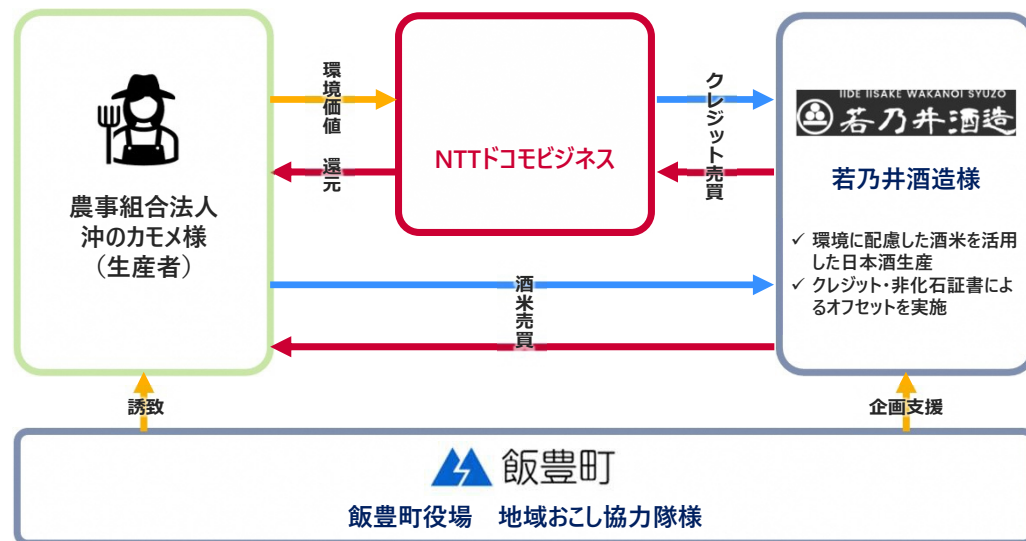 農事組合法人
沖のカモメ様
（生産者）
環境価値
還元
NTTドコモビジネス
クレジット売買
IIDE IISAKE WAKANOI SYUZO
若乃井酒造
若乃井酒造様
✓ 環境に配慮した酒米を活用
した日本酒生産
✓ クレジット・非化石証書によ
るオフセットを実施
酒米売買
誘致
企画支援
飯豊町
飯豊町役場　地域おこし協力隊様